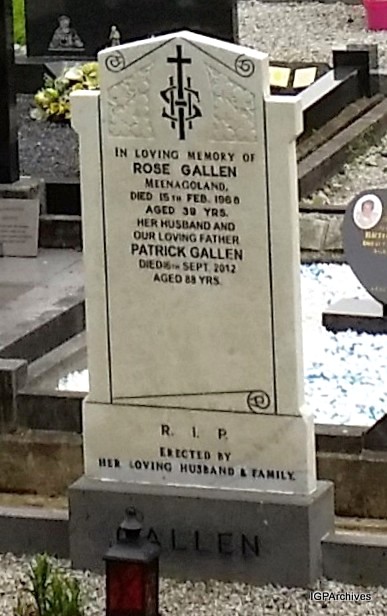 IHS
IN LOVING MEMORY OF
ROSE GALLEN
MEENAGOLAND,
DIED 15TH FEB. 1968
AGED 39 YRS.
HER HUSBAND AND
OUR LOVING FATHER
PATRICK GALLEN
DIED 16TH SEPT. 2012
AGED 88 YRS.
R. I. P.
ERECTED BY
HER LOVING HUSBAND & FAMILY.
GALLEN
IGPArchives